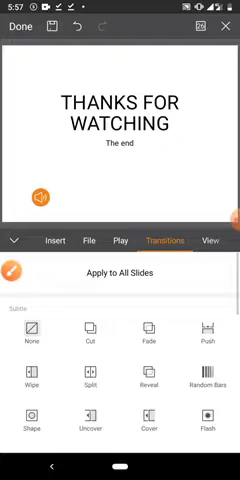 5:57
Done
26
THANKS FOR
WATCHING
The end
Insert File Play Transitions View
Apply to All Slides
Subtle
None Cut Fade Push
Wipe Split Reveal Random Bars
Shape Uncover Cover Flash